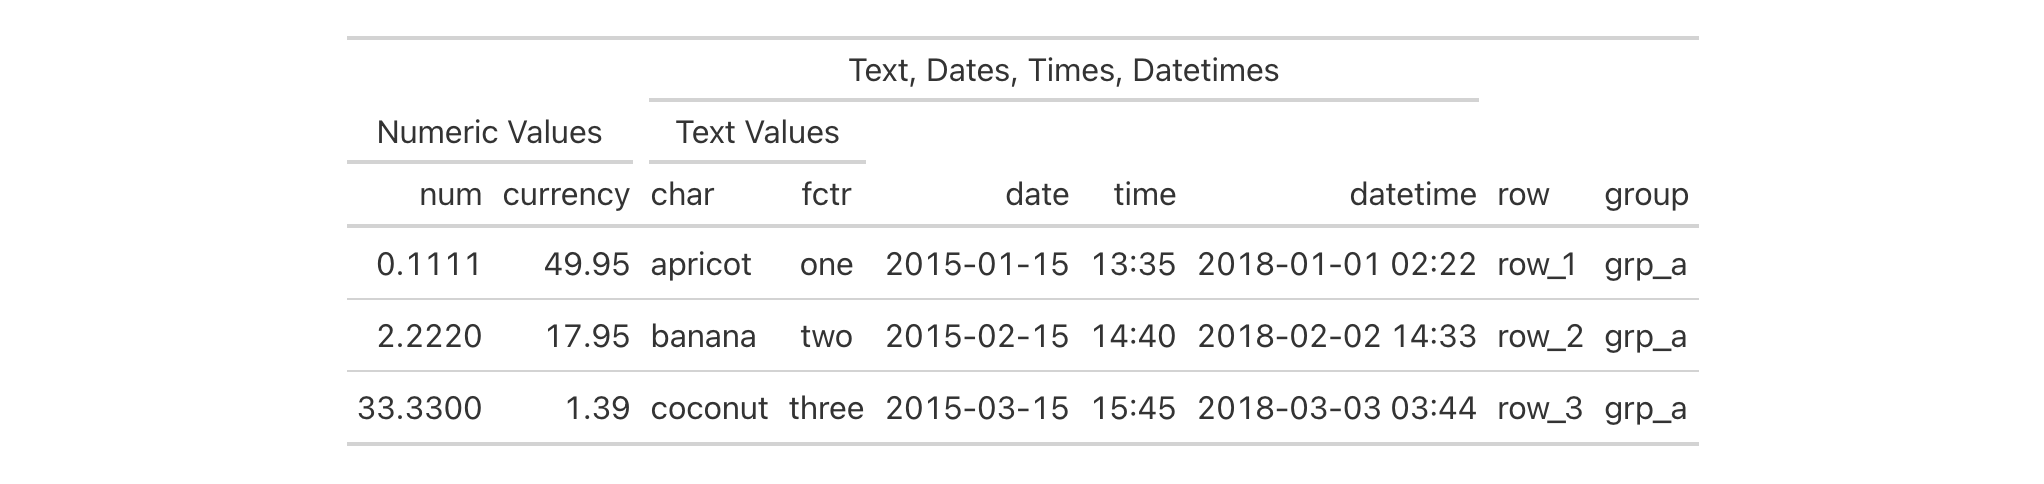 Text, Dates, Times, Datetimes
Numeric Values Text Values
num currency char fctr date time datetime row group
0.1111 49.95 apricot one 2015-01-15 13:35 2018-01-01 02:22 row_1 grp_a
2.2220 17.95 banana two 2015-02-15 14:40 2018-02-02 14:33 row_2 grp_a
33.3300 1.39 coconut three 2015-03-15 15:45 2018-03-03 03:44 row_3 grp_a